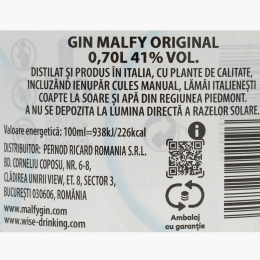 GIN MALFY ORIGINAL
0,70L 41% VOL.
DISTILAT ȘI PRODUS ÎN ITALIA, CU PLANTE DE CALITATE,
INCLUZÂND IENUPĂR CULES MANUAL, LĂMÂI ITALIENEȘTI
COAPTE LA SOARE ȘI APĂ DIN REGIUNEA PIEDMONT.
A NU SE DEPOZITA LA LUMINA DIRECTĂ A RAZELOR SOLARE.
Valoare energetică: 100ml=938kJ/226kcal
DISTRIBUITOR: PERNOD RICARD ROMANIA S.R.L.
BD. CORNELIU COPOSU, NR. 6-8,
CLĂDIREA UNIRII VIEW, ET. 8, SECTOR 3,
BUCUREȘTI 030606, ROMÂNIA
www.malfygin.com
www.wise-drinking.com
Ambalaj
cu garanție